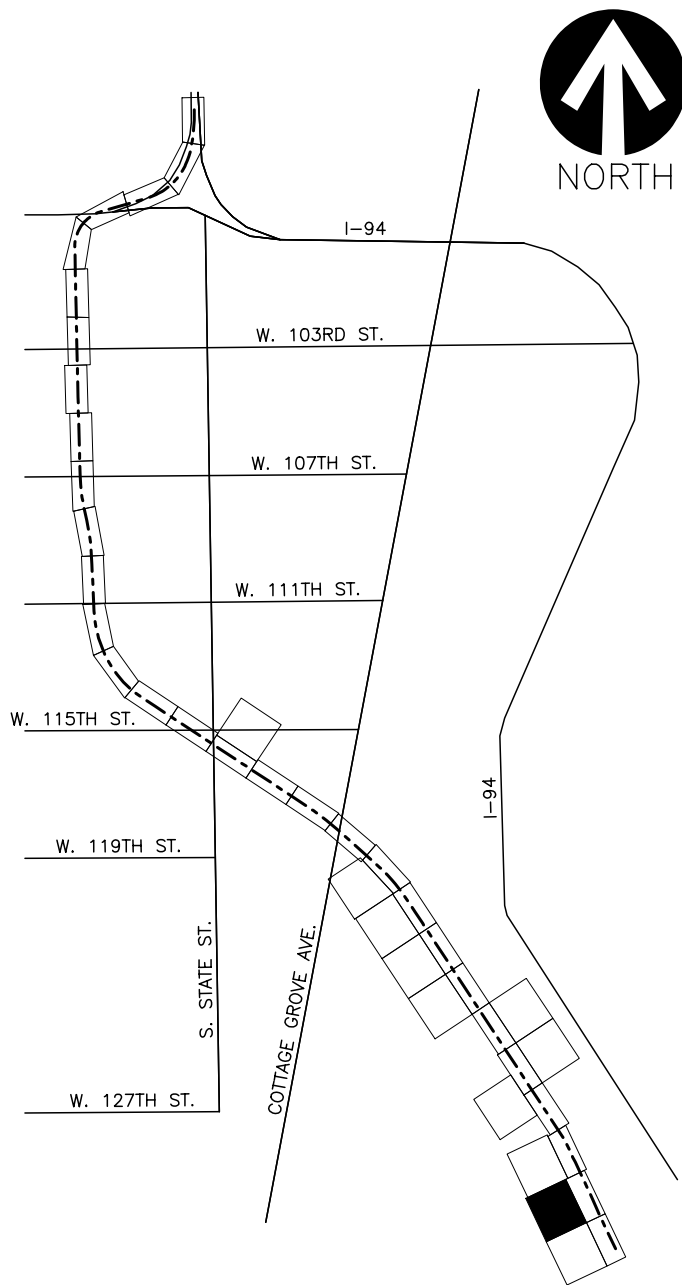 NORTH
I-94
W. 103RD ST.
W. 107TH ST.
W. 111TH ST.
W. 115TH ST.
I-94
W. 119TH ST.
S. STATE ST.
COTTAGE GROVE AVE.
W. 127TH ST.